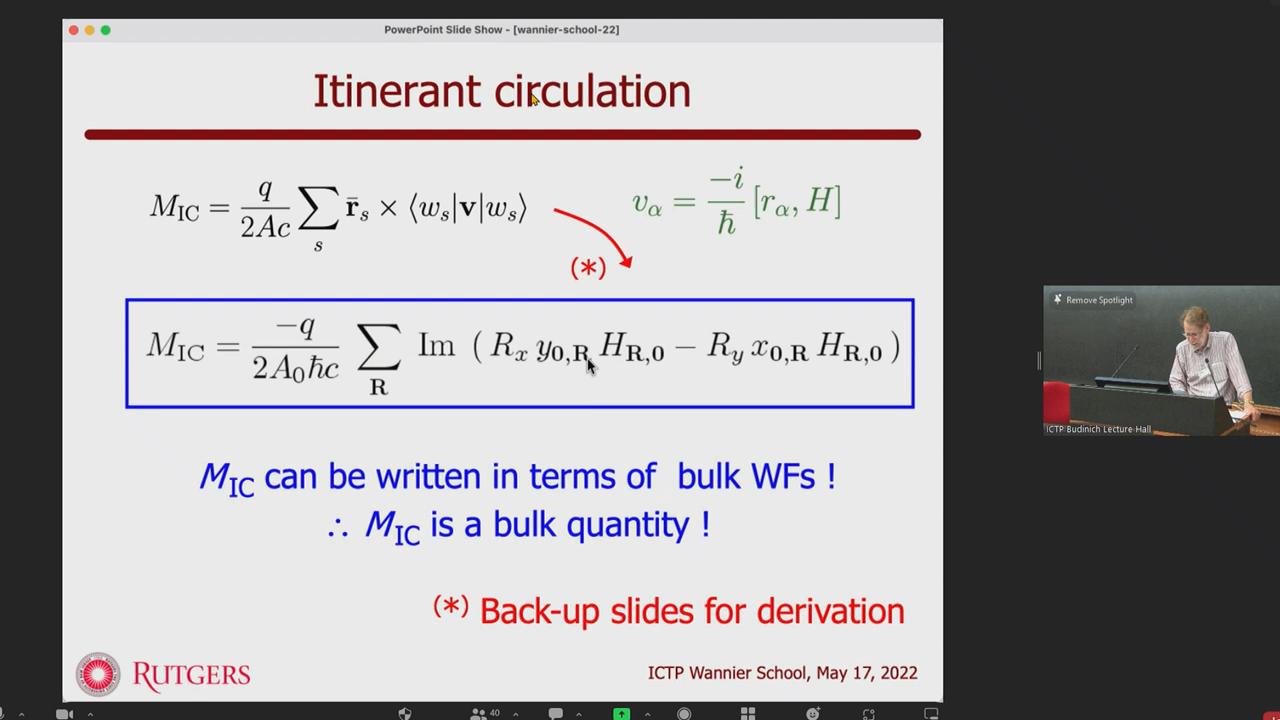 PowerPoint Slide Show - [wannier-school-22]
Itinerant circulation
M_IC = q/2Ac ∑_s r̄_s × ⟨w_s|v|w_s⟩
v_α = -i/ħ [r_α, H]
(*)
M_IC = -q/2A_0ħc ∑_R Im ( R_x y_0,R H_R,0 − R_y x_0,R H_R,0 )
M_IC can be written in terms of bulk WFs !
∴ M_IC is a bulk quantity !
(*) Back-up slides for derivation
RUTGERS
ICTP Wannier School, May 17, 2022
Remove Spotlight
ICTP Budinich Lecture Hall
40